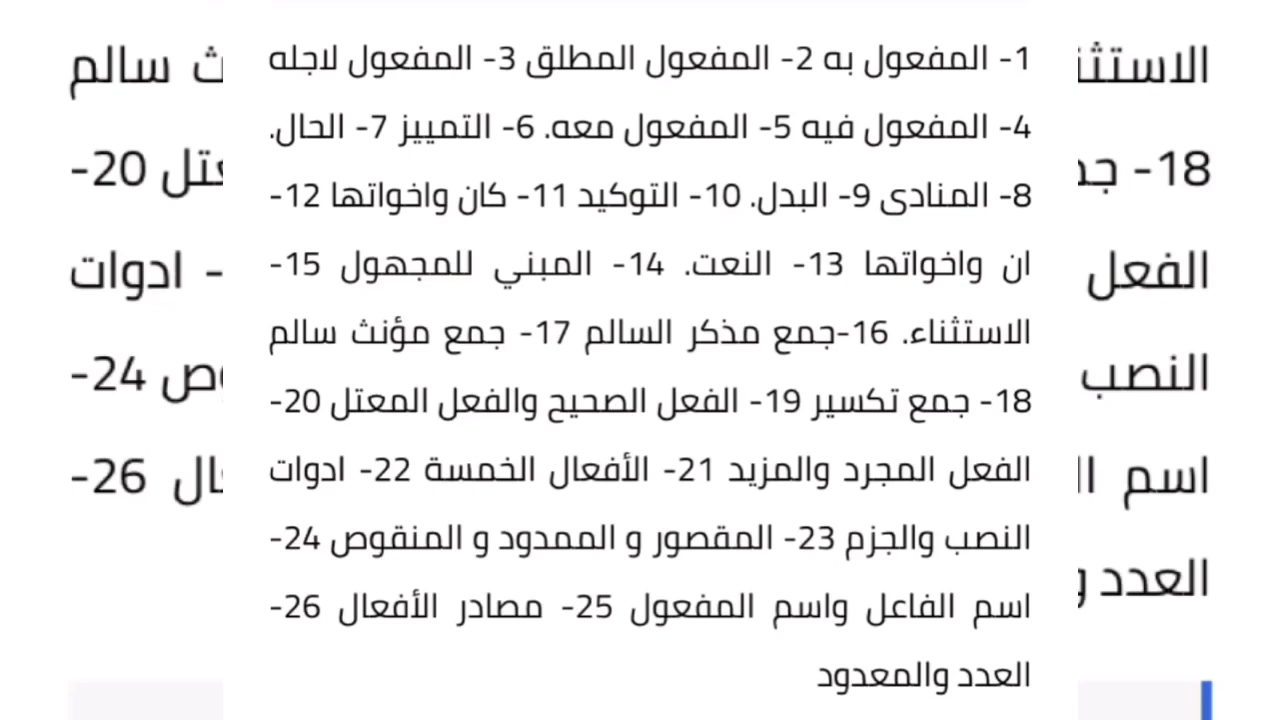 1- المفعول به 2- المفعول المطلق 3- المفعول لاجله
4- المفعول فيه 5- المفعول معه. 6- التمييز 7- الحال.
8- المنادى 9- البدل. 10- التوكيد 11- كان واخواتها 12-
ان واخواتها 13- النعت. 14- المبني للمجهول 15-
الاستثناء. 16-جمع مذكر السالم 17- جمع مؤنث سالم
18- جمع تكسير 19- الفعل الصحيح والفعل المعتل 20-
الفعل المجرد والمزيد 21- الأفعال الخمسة 22- ادوات
النصب والجزم 23- المقصور و الممدود و المنقوص 24-
اسم الفاعل واسم المفعول 25- مصادر الأفعال 26-
العدد والمعدود